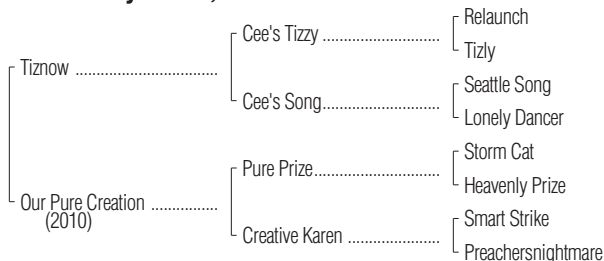 Relaunch
Cee's Tizzy ..............................
Tizly
Tiznow ....................................
Seattle Song
Cee's Song..............................
Lonely Dancer
Storm Cat
Pure Prize................................
Heavenly Prize
Our Pure Creation .................
(2010)
Smart Strike
Creative Karen ........................
Preachersnightmare